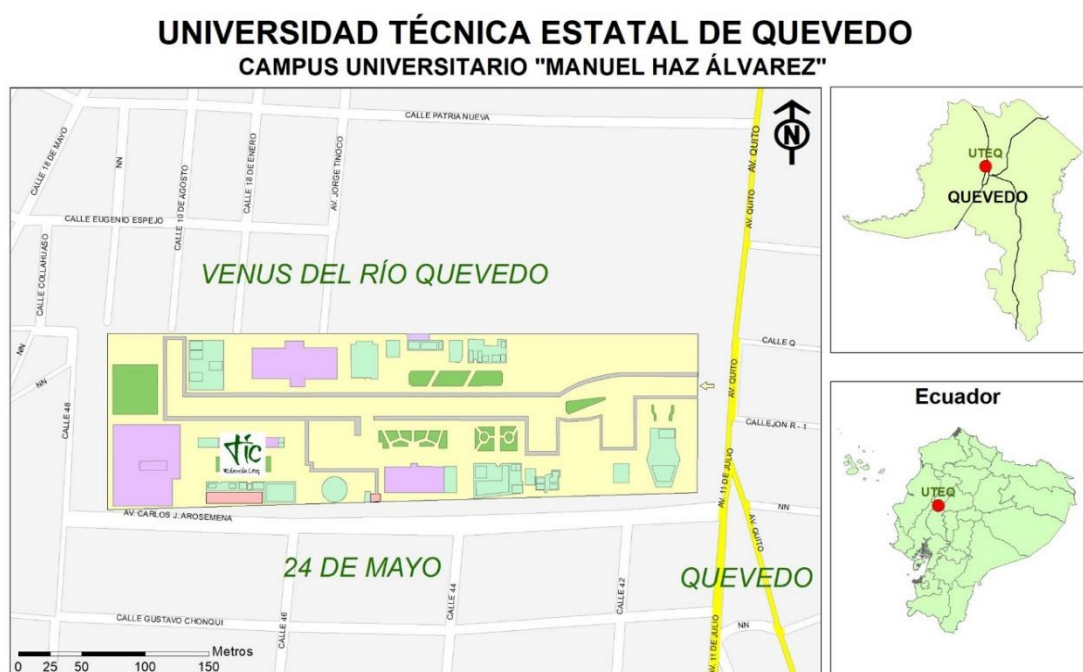 UNIVERSIDAD TÉCNICA ESTATAL DE QUEVEDO
CAMPUS UNIVERSITARIO "MANUEL HAZ ÁLVAREZ"
CALLE PATRIA NUEVA
N
CALLE 18 DE MAYO
NN
CALLE 10 DE AGOSTO
CALLE 18 DE ENERO
AV. JORGE TINOCO
AV. QUITO
AV. QUITO
CALLE EUGENIO ESPEJO
CALLE COLLAHUASO
VENUS DEL RÍO QUEVEDO
NN
NN
CALLE 48
CALLE Q
AV. QUITO
CALLEJON R - 1
tic
AV. 11 DE JULIO
AV. CARLOS J. AROSEMENA
NN
AV. QUITO
24 DE MAYO
QUEVEDO
CALLE 46
CALLE 44
CALLE 42
CALLE GUSTAVO CHONQUI
NN
AV. 11 DE JULIO
Metros
0 25 50 100 150
UTEQ
QUEVEDO
Ecuador
UTEQ